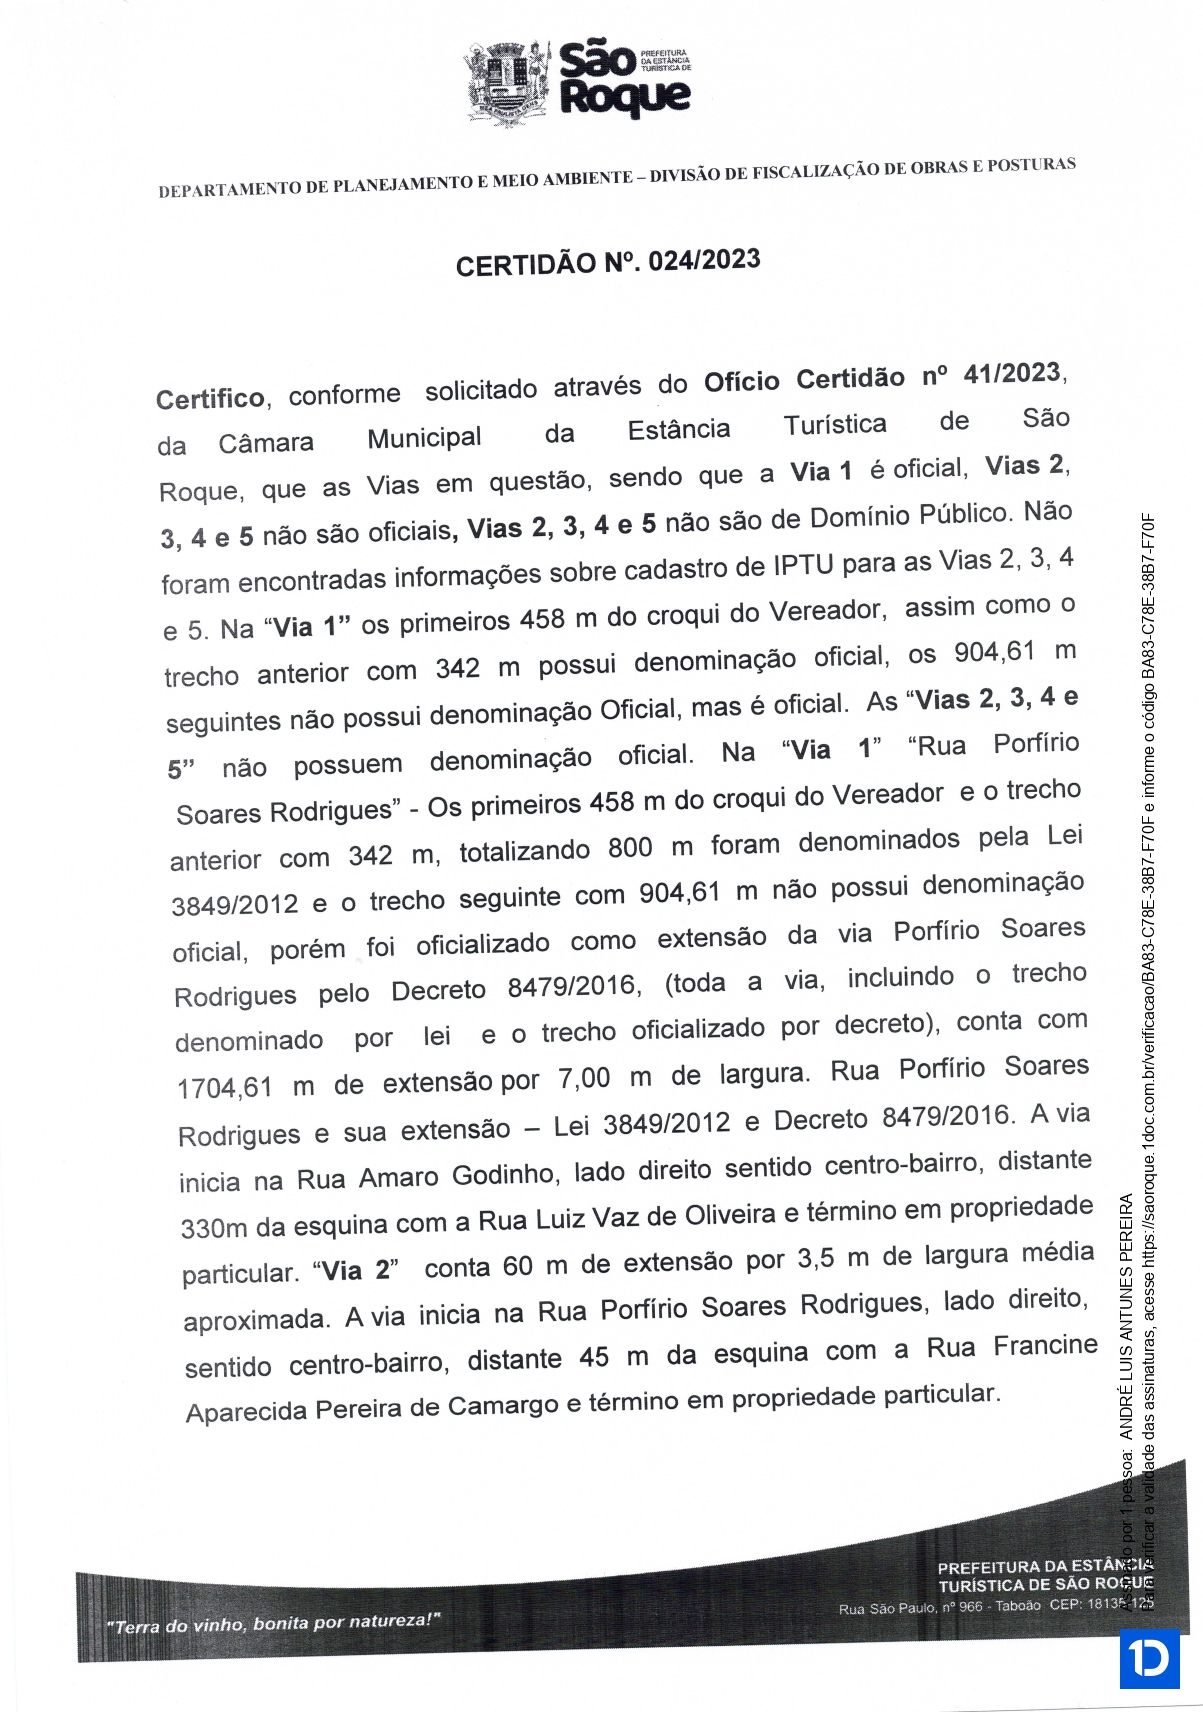 São
Roque
PREFEITURA
DA ESTÂNCIA
TURÍSTICA DE
DEPARTAMENTO DE PLANEJAMENTO E MEIO AMBIENTE – DIVISÃO DE FISCALIZAÇÃO DE OBRAS E POSTURAS
CERTIDÃO Nº. 024/2023
Certifico, conforme solicitado através do Ofício Certidão nº 41/2023,
da Câmara Municipal da Estância Turística de São
Roque, que as Vias em questão, sendo que a Via 1 é oficial, Vias 2,
3, 4 e 5 não são oficiais, Vias 2, 3, 4 e 5 não são de Domínio Público. Não
foram encontradas informações sobre cadastro de IPTU para as Vias 2, 3, 4
e 5. Na “Via 1” os primeiros 458 m do croqui do Vereador, assim como o
trecho anterior com 342 m possui denominação oficial, os 904,61 m
seguintes não possui denominação Oficial, mas é oficial. As “Vias 2, 3, 4 e
5” não possuem denominação oficial. Na “Via 1” “Rua Porfírio
Soares Rodrigues” - Os primeiros 458 m do croqui do Vereador e o trecho
anterior com 342 m, totalizando 800 m foram denominados pela Lei
3849/2012 e o trecho seguinte com 904,61 m não possui denominação
oficial, porém foi oficializado como extensão da via Porfírio Soares
Rodrigues pelo Decreto 8479/2016, (toda a via, incluindo o trecho
denominado por lei e o trecho oficializado por decreto), conta com
1704,61 m de extensão por 7,00 m de largura. Rua Porfírio Soares
Rodrigues e sua extensão – Lei 3849/2012 e Decreto 8479/2016. A via
inicia na Rua Amaro Godinho, lado direito sentido centro-bairro, distante
330m da esquina com a Rua Luiz Vaz de Oliveira e término em propriedade
particular. “Via 2” conta 60 m de extensão por 3,5 m de largura média
aproximada. A via inicia na Rua Porfírio Soares Rodrigues, lado direito,
sentido centro-bairro, distante 45 m da esquina com a Rua Francine
Aparecida Pereira de Camargo e término em propriedade particular.
"Terra do vinho, bonita por natureza!"
PREFEITURA DA ESTÂNCIA
TURÍSTICA DE SÃO ROQUE
Rua São Paulo, nº 966 - Taboão CEP: 18135-125
Assinado por 1 pessoa: ANDRÉ LUIS ANTUNES PEREIRA
Para verificar a validade das assinaturas, acesse https://saoroque.1doc.com.br/verificacao/BA83-C78E-38B7-F70F e informe o código BA83-C78E-38B7-F70F
1D